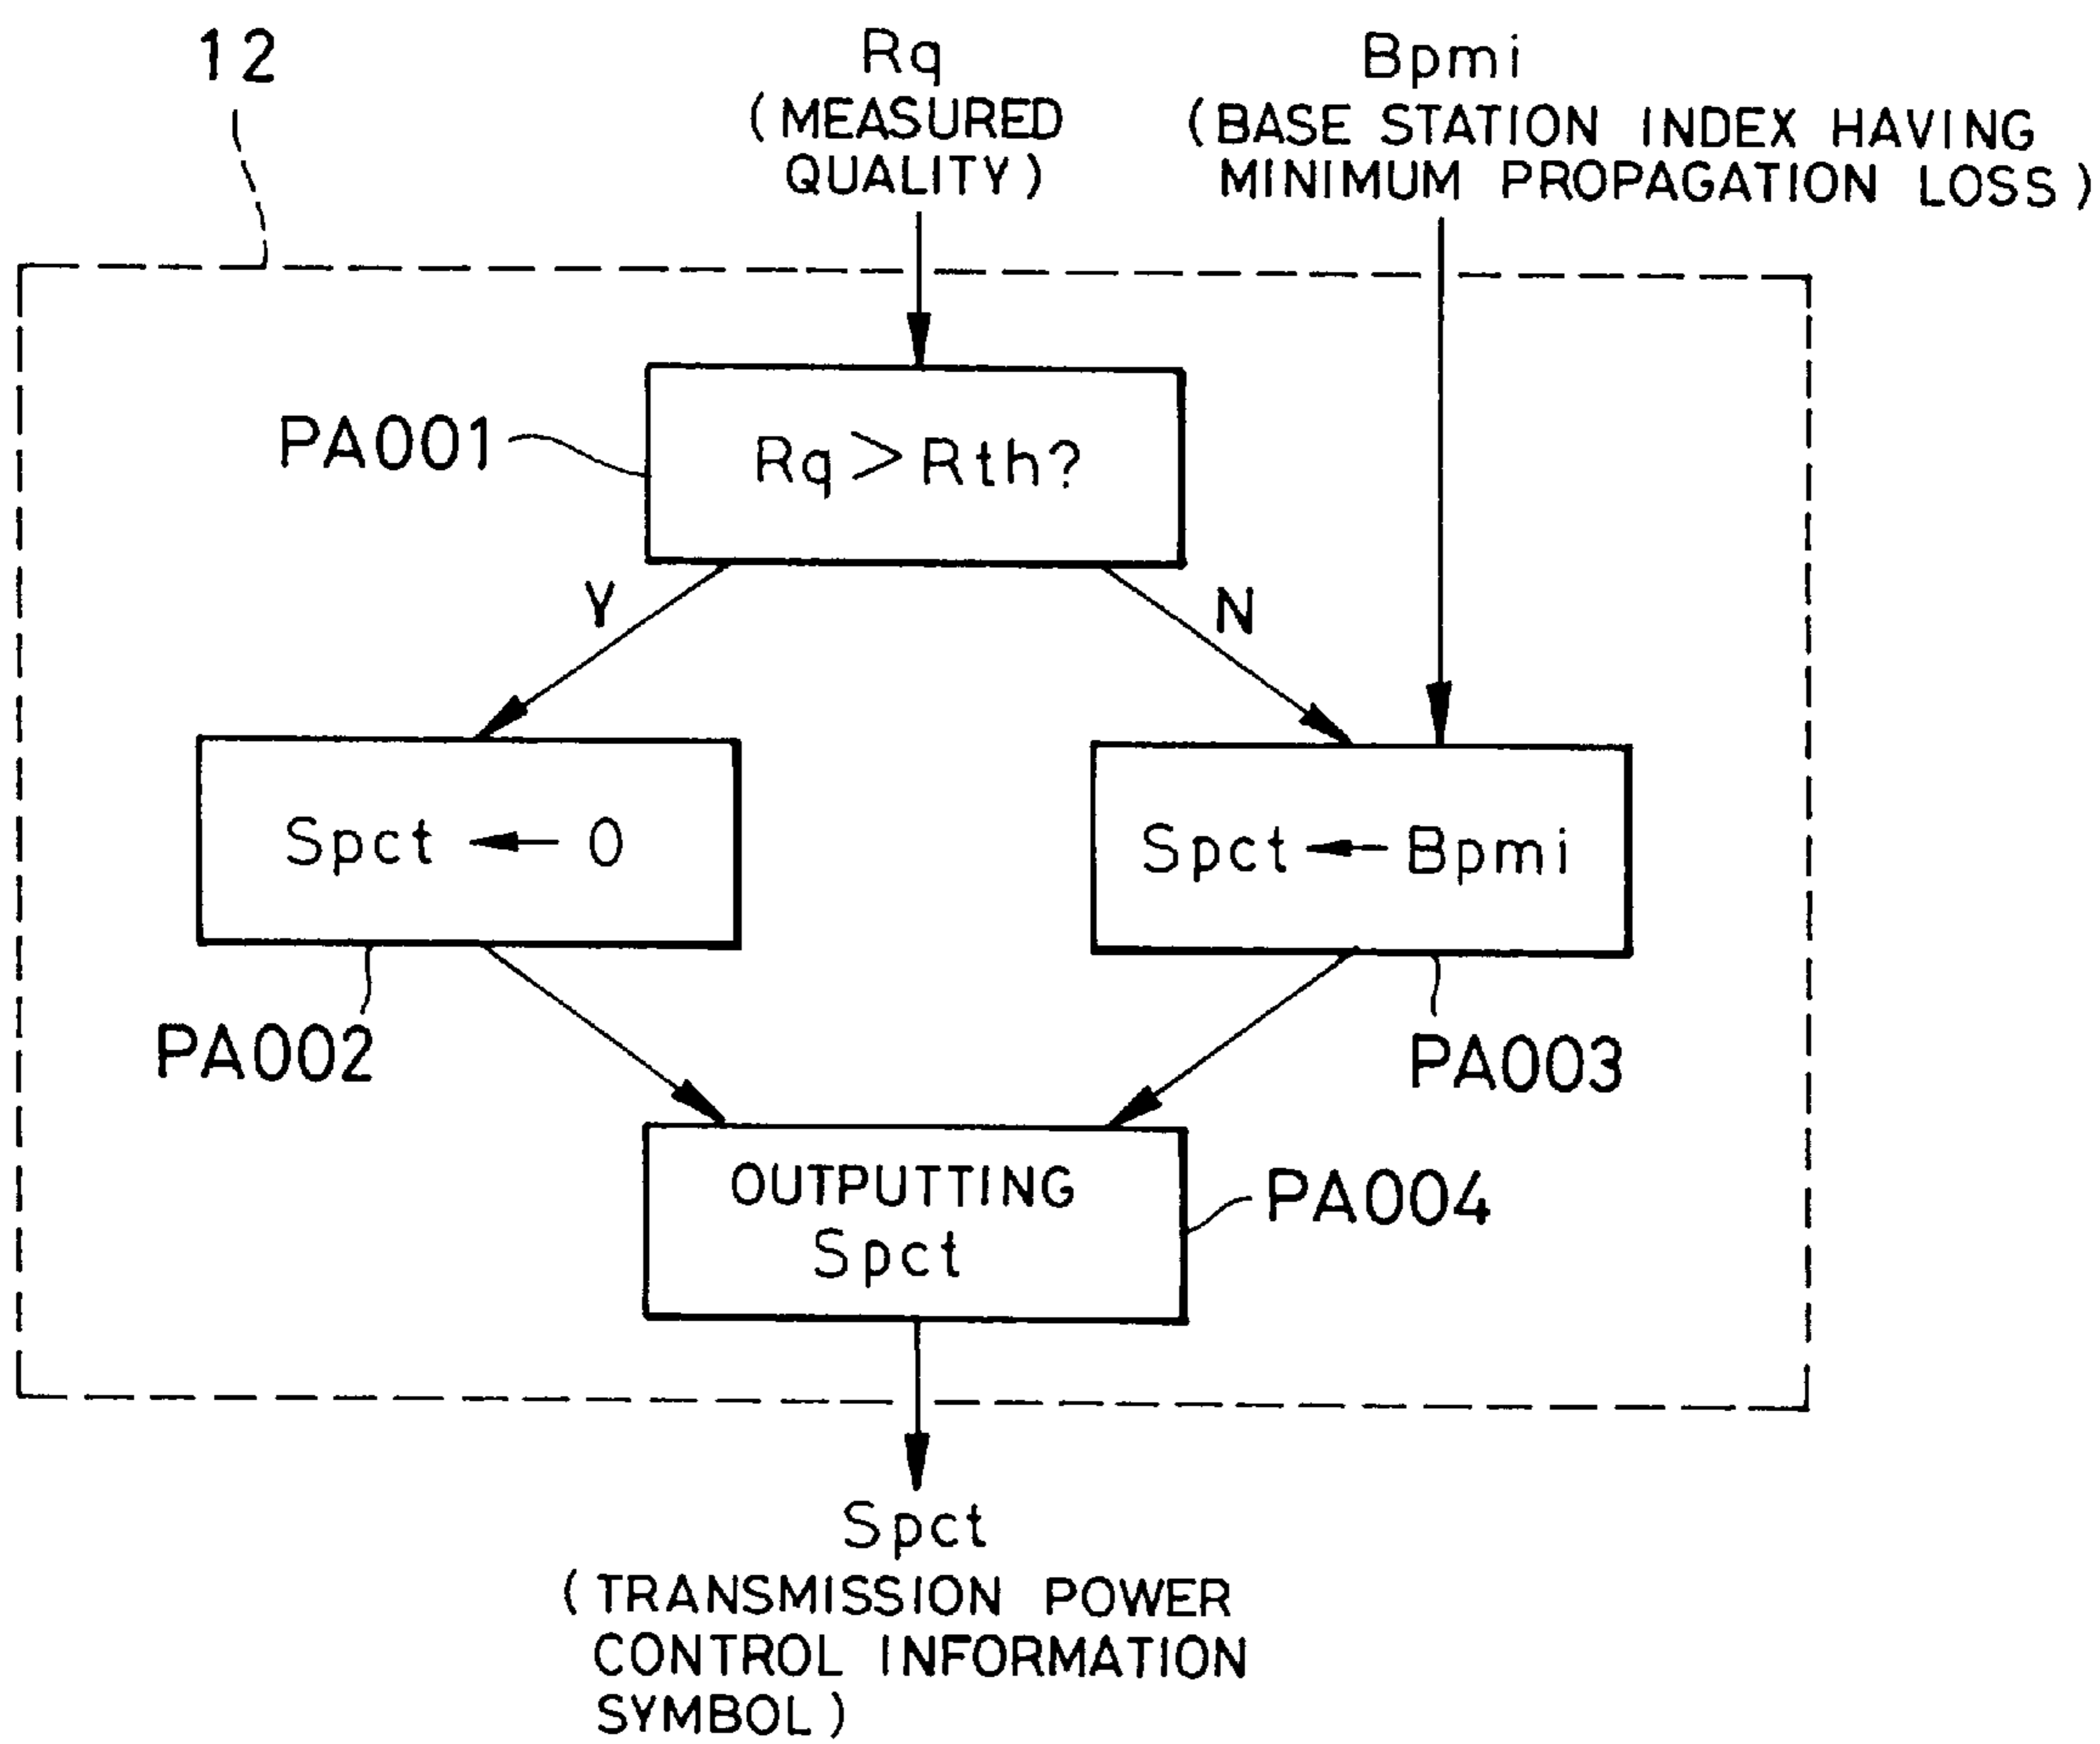 12
Rq
(MEASURED
QUALITY)
Bpmi
(BASE STATION INDEX HAVING
MINIMUM PROPAGATION LOSS)
PA001
Rq > Rth?
Y
N
Spct ← 0
Spct ← Bpmi
PA002
PA003
OUTPUTTING
Spct
PA004
Spct
(TRANSMISSION POWER
CONTROL INFORMATION
SYMBOL)